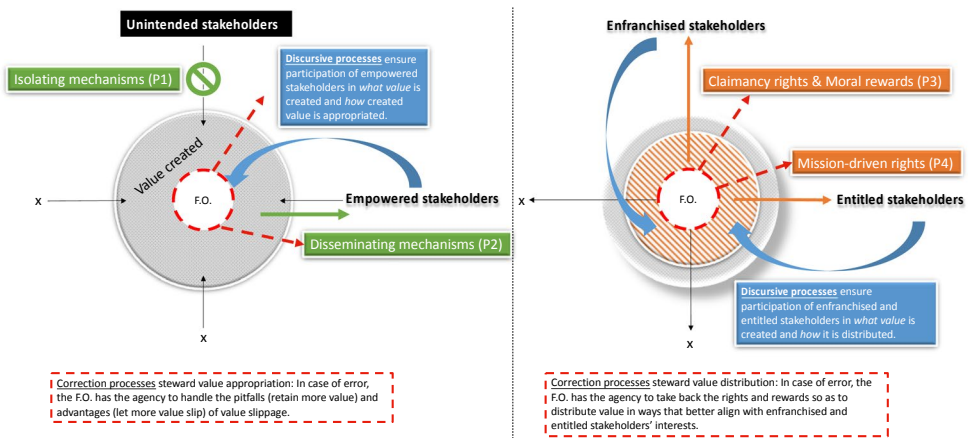 Unintended stakeholders
Isolating mechanisms (P1)
Discursive processes ensure
participation of empowered
stakeholders in what value is
created and how created
value is appropriated.
Value created
F.O.
X
Empowered stakeholders
Disseminating mechanisms (P2)
X
Correction processes steward value appropriation: In case of error,
the F.O. has the agency to handle the pitfalls (retain more value) and
advantages (let more value slip) of value slippage.
Enfranchised stakeholders
Claimancy rights & Moral rewards (P3)
Mission-driven rights (P4)
F.O.
X
Entitled stakeholders
Discursive processes ensure
participation of enfranchised and
entitled stakeholders in what value is
created and how it is distributed.
X
Correction processes steward value distribution: In case of error, the
F.O. has the agency to take back the rights and rewards so as to
distribute value in ways that better align with enfranchised and
entitled stakeholders' interests.